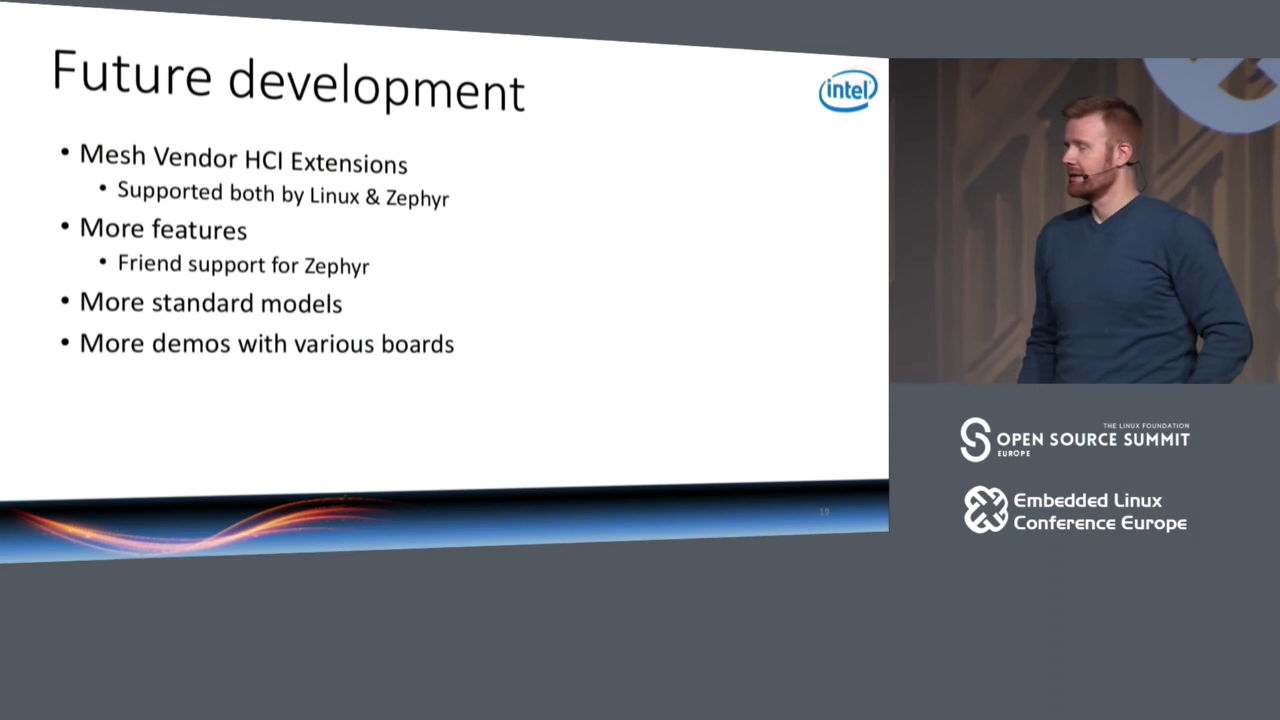 Future development
intel
• Mesh Vendor HCI Extensions
• Supported both by Linux & Zephyr
• More features
• Friend support for Zephyr
• More standard models
• More demos with various boards
19
THE LINUX FOUNDATION
OPEN SOURCE SUMMIT
EUROPE
Embedded Linux
Conference Europe